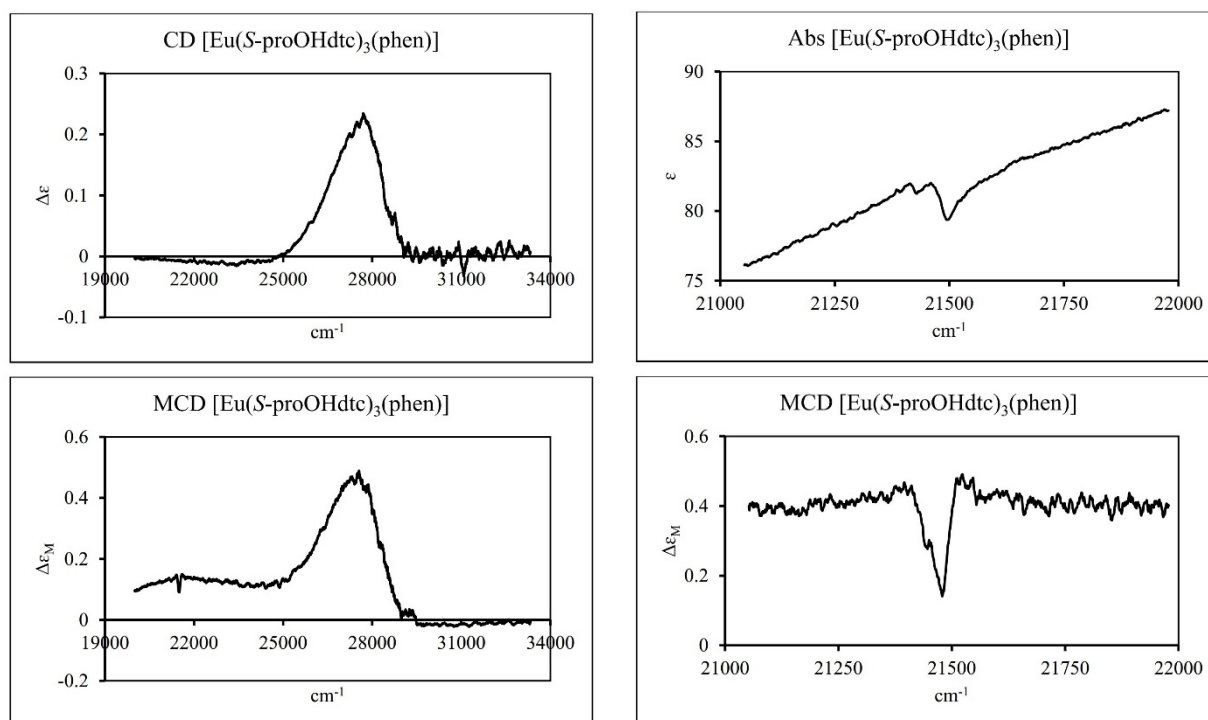 CD [Eu(S-proOHdtc)₃(phen)]
0.3
0.2
0.1
0
-0.1
Δε
19000 22000 25000 28000 31000 34000
cm⁻¹
Abs [Eu(S-proOHdtc)₃(phen)]
90
85
80
75
ε
21000 21250 21500 21750 22000
cm⁻¹
MCD [Eu(S-proOHdtc)₃(phen)]
0.6
0.4
0.2
0
-0.2
Δε_M
19000 22000 25000 28000 31000 34000
cm⁻¹
MCD [Eu(S-proOHdtc)₃(phen)]
0.6
0.4
0.2
0
Δε_M
21000 21250 21500 21750 22000
cm⁻¹